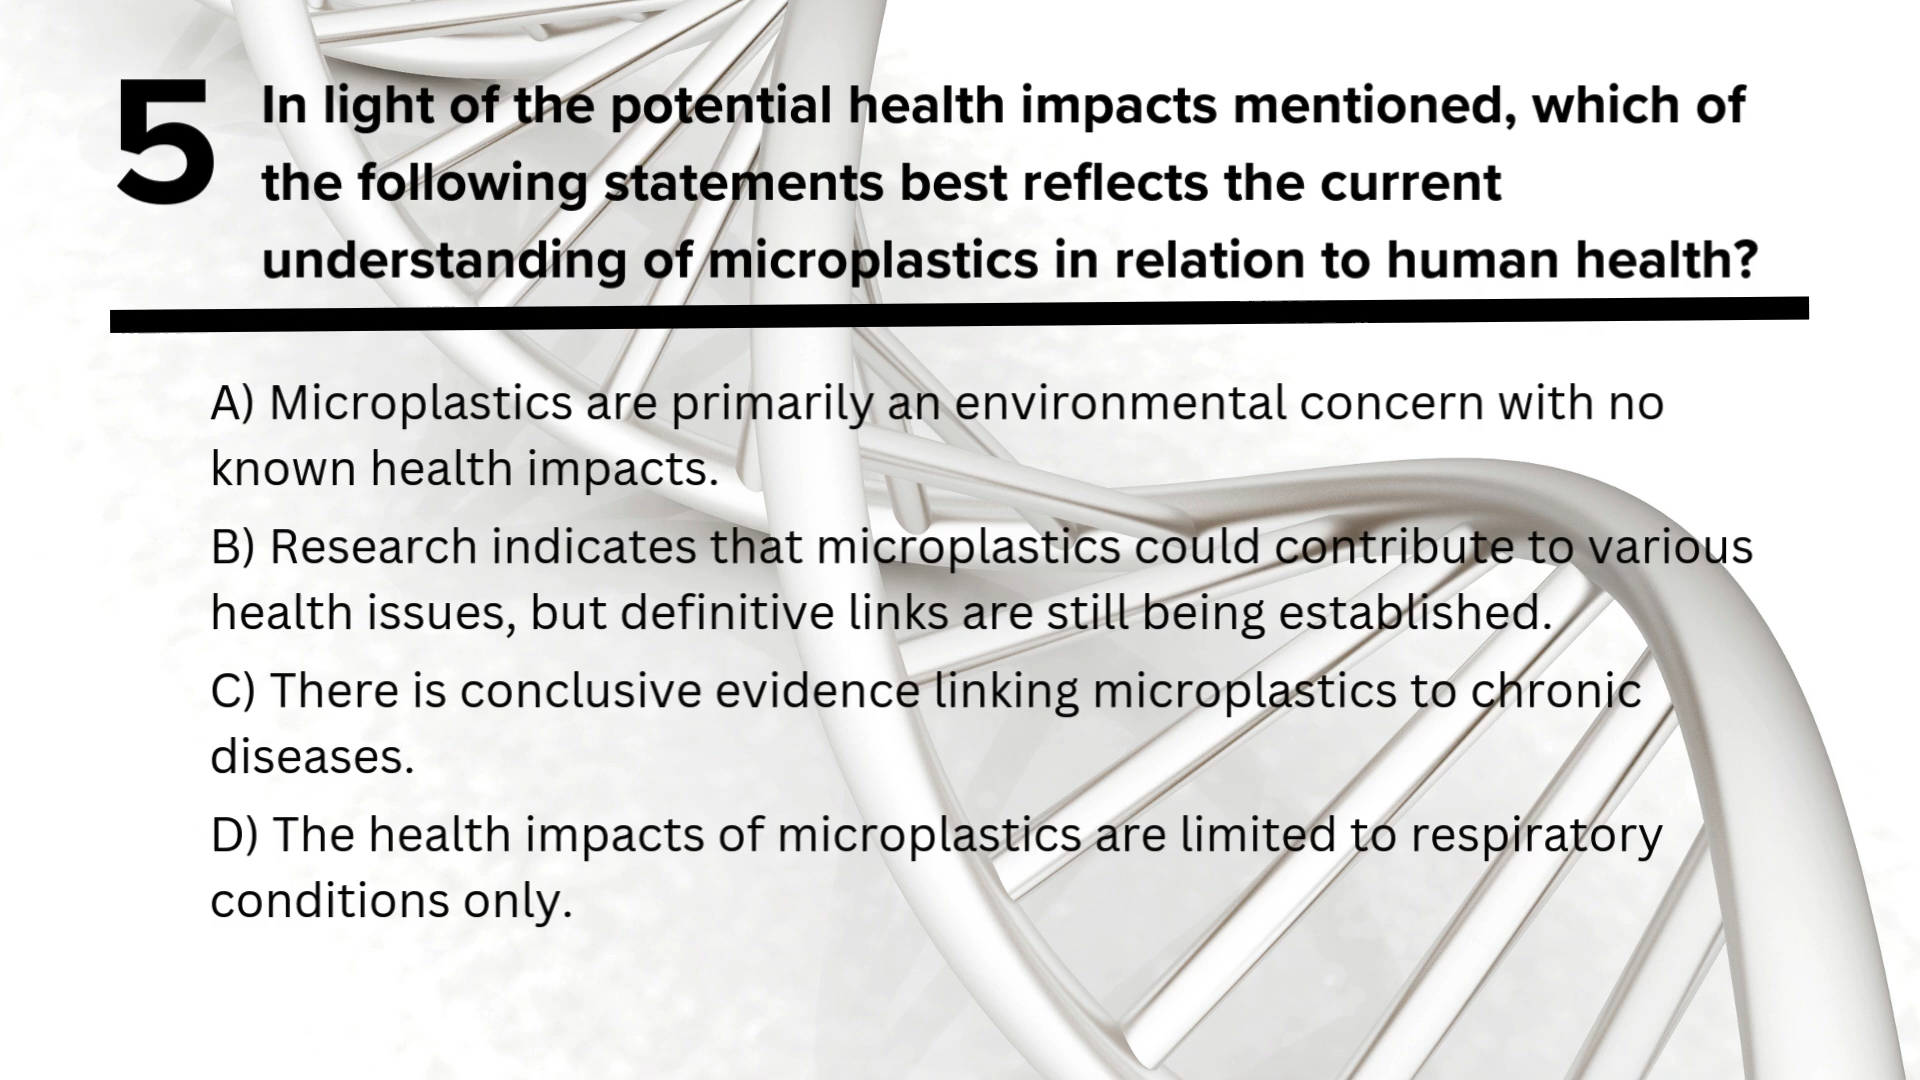 5 In light of the potential health impacts mentioned, which of
the following statements best reflects the current
understanding of microplastics in relation to human health?
A) Microplastics are primarily an environmental concern with no
known health impacts.
B) Research indicates that microplastics could contribute to various
health issues, but definitive links are still being established.
C) There is conclusive evidence linking microplastics to chronic
diseases.
D) The health impacts of microplastics are limited to respiratory
conditions only.